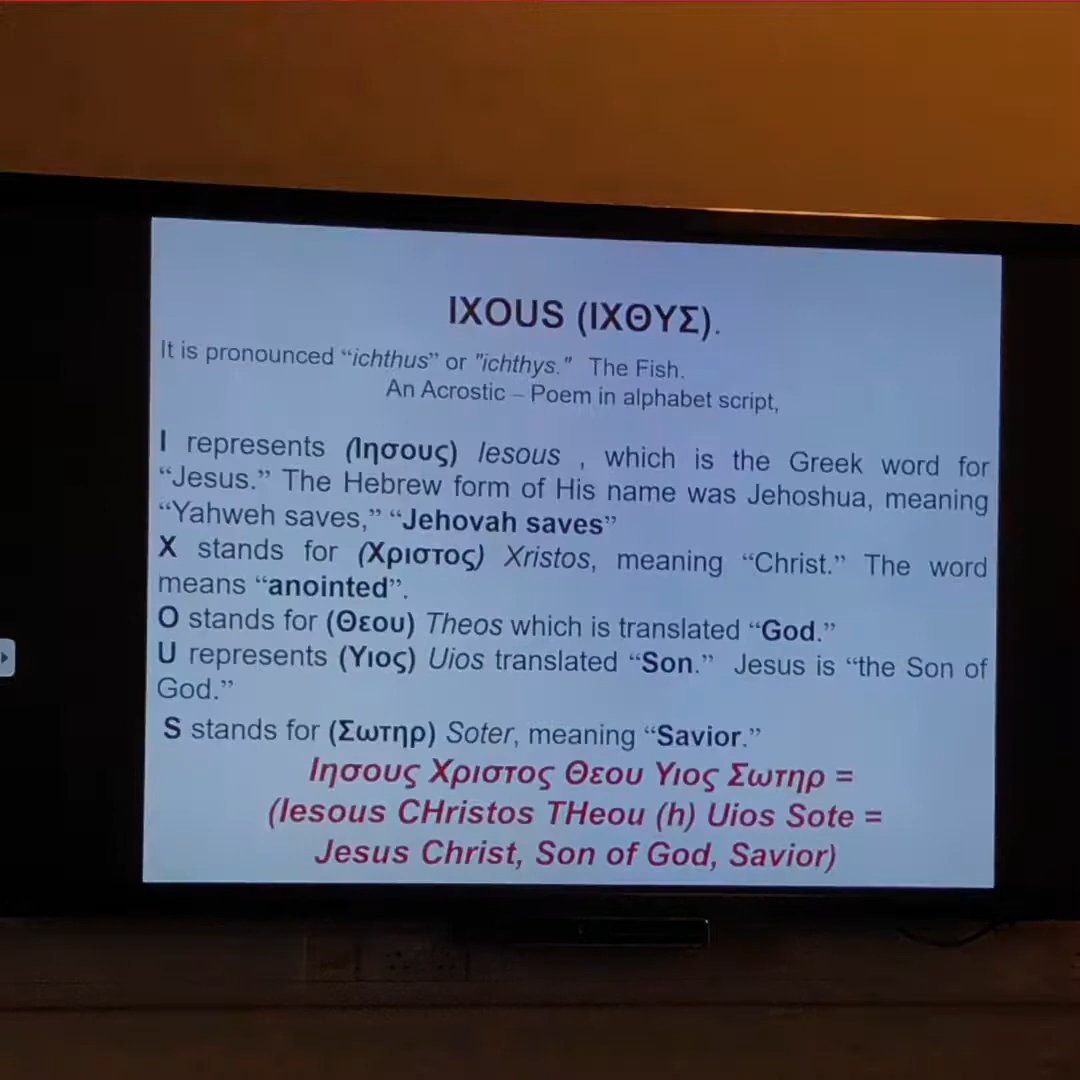 IXOUS (ΙΧΘΥΣ).
It is pronounced “ichthus” or "ichthys." The Fish.
An Acrostic – Poem in alphabet script,
I represents (Ιησους) Iesous , which is the Greek word for
“Jesus.” The Hebrew form of His name was Jehoshua, meaning
“Yahweh saves,” “Jehovah saves”
X stands for (Χριστος) Xristos, meaning “Christ.” The word
means “anointed”.
O stands for (Θεου) Theos which is translated “God.”
U represents (Υιος) Uios translated “Son.” Jesus is “the Son of
God.”
S stands for (Σωτηρ) Soter, meaning “Savior.”
Ιησους Χριστος Θεου Υιος Σωτηρ =
(Iesous CHristos THeou (h) Uios Sote =
Jesus Christ, Son of God, Savior)